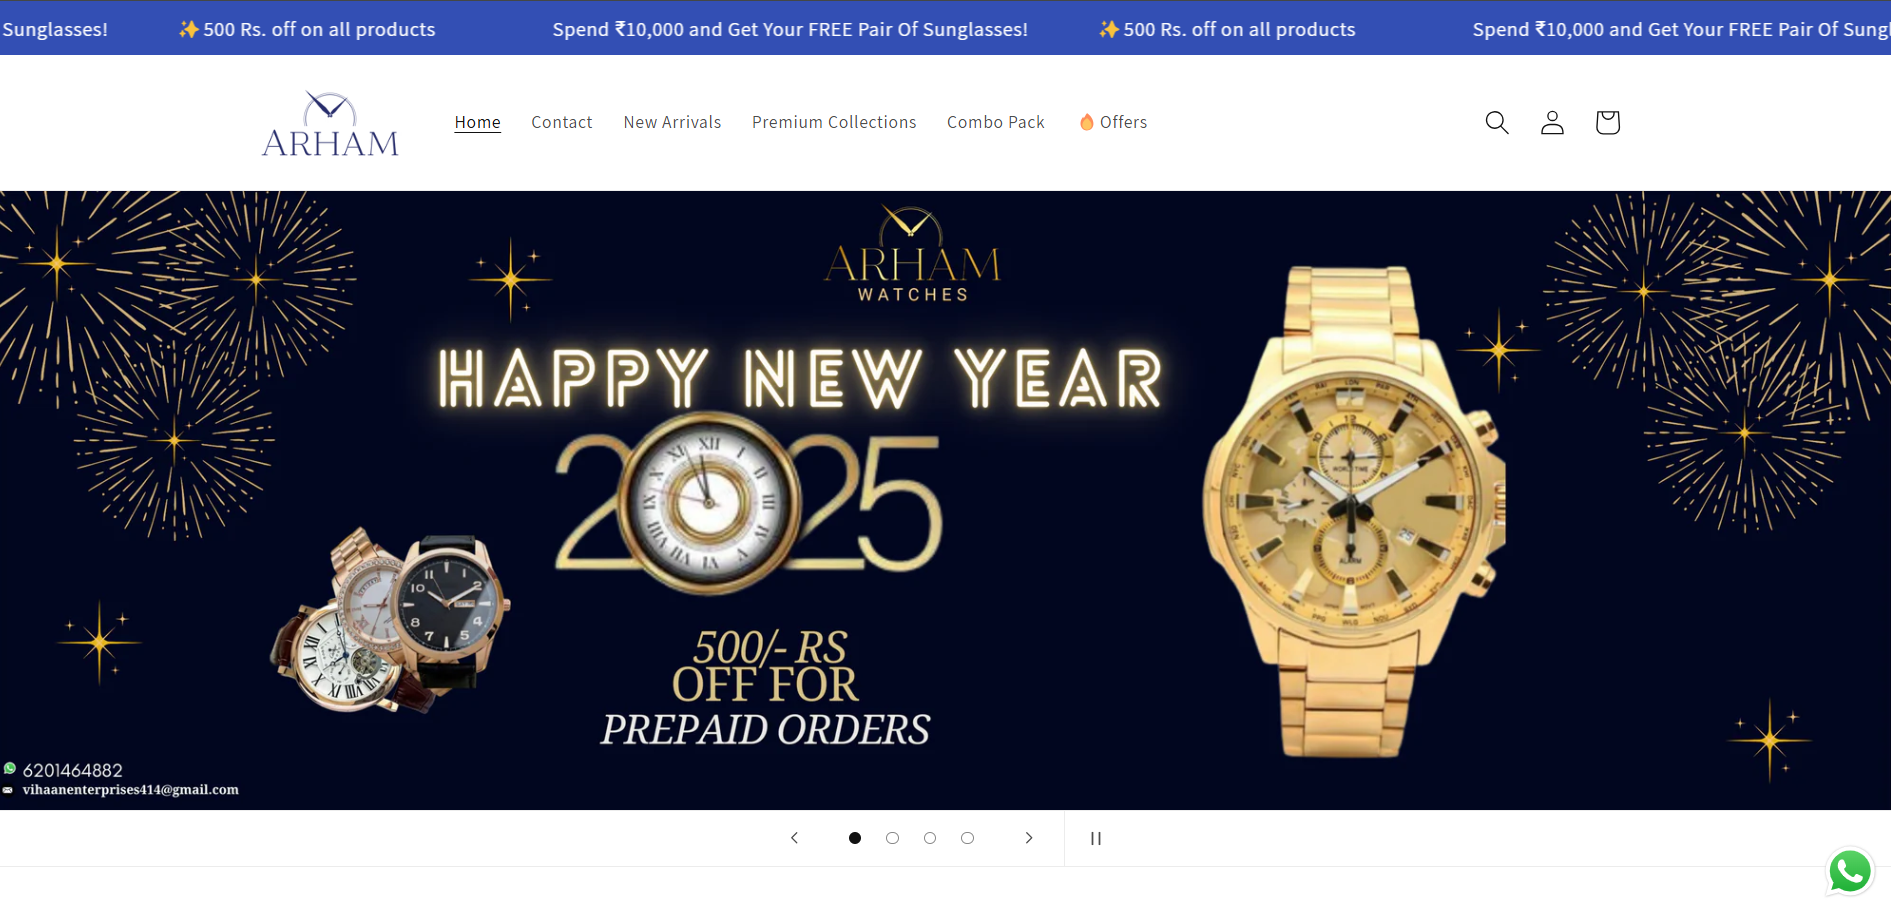 Sunglasses! ✨ 500 Rs. off on all products Spend ₹10,000 and Get Your FREE Pair Of Sunglasses! ✨ 500 Rs. off on all products Spend ₹10,000 and Get Your FREE Pair Of Sungl
ARHAM
Home Contact New Arrivals Premium Collections Combo Pack 🔥 Offers
ARHAM
WATCHES
HAPPY NEW YEAR
2025
500/- RS
OFF FOR
PREPAID ORDERS
6201464882
vihaanenterprises414@gmail.com